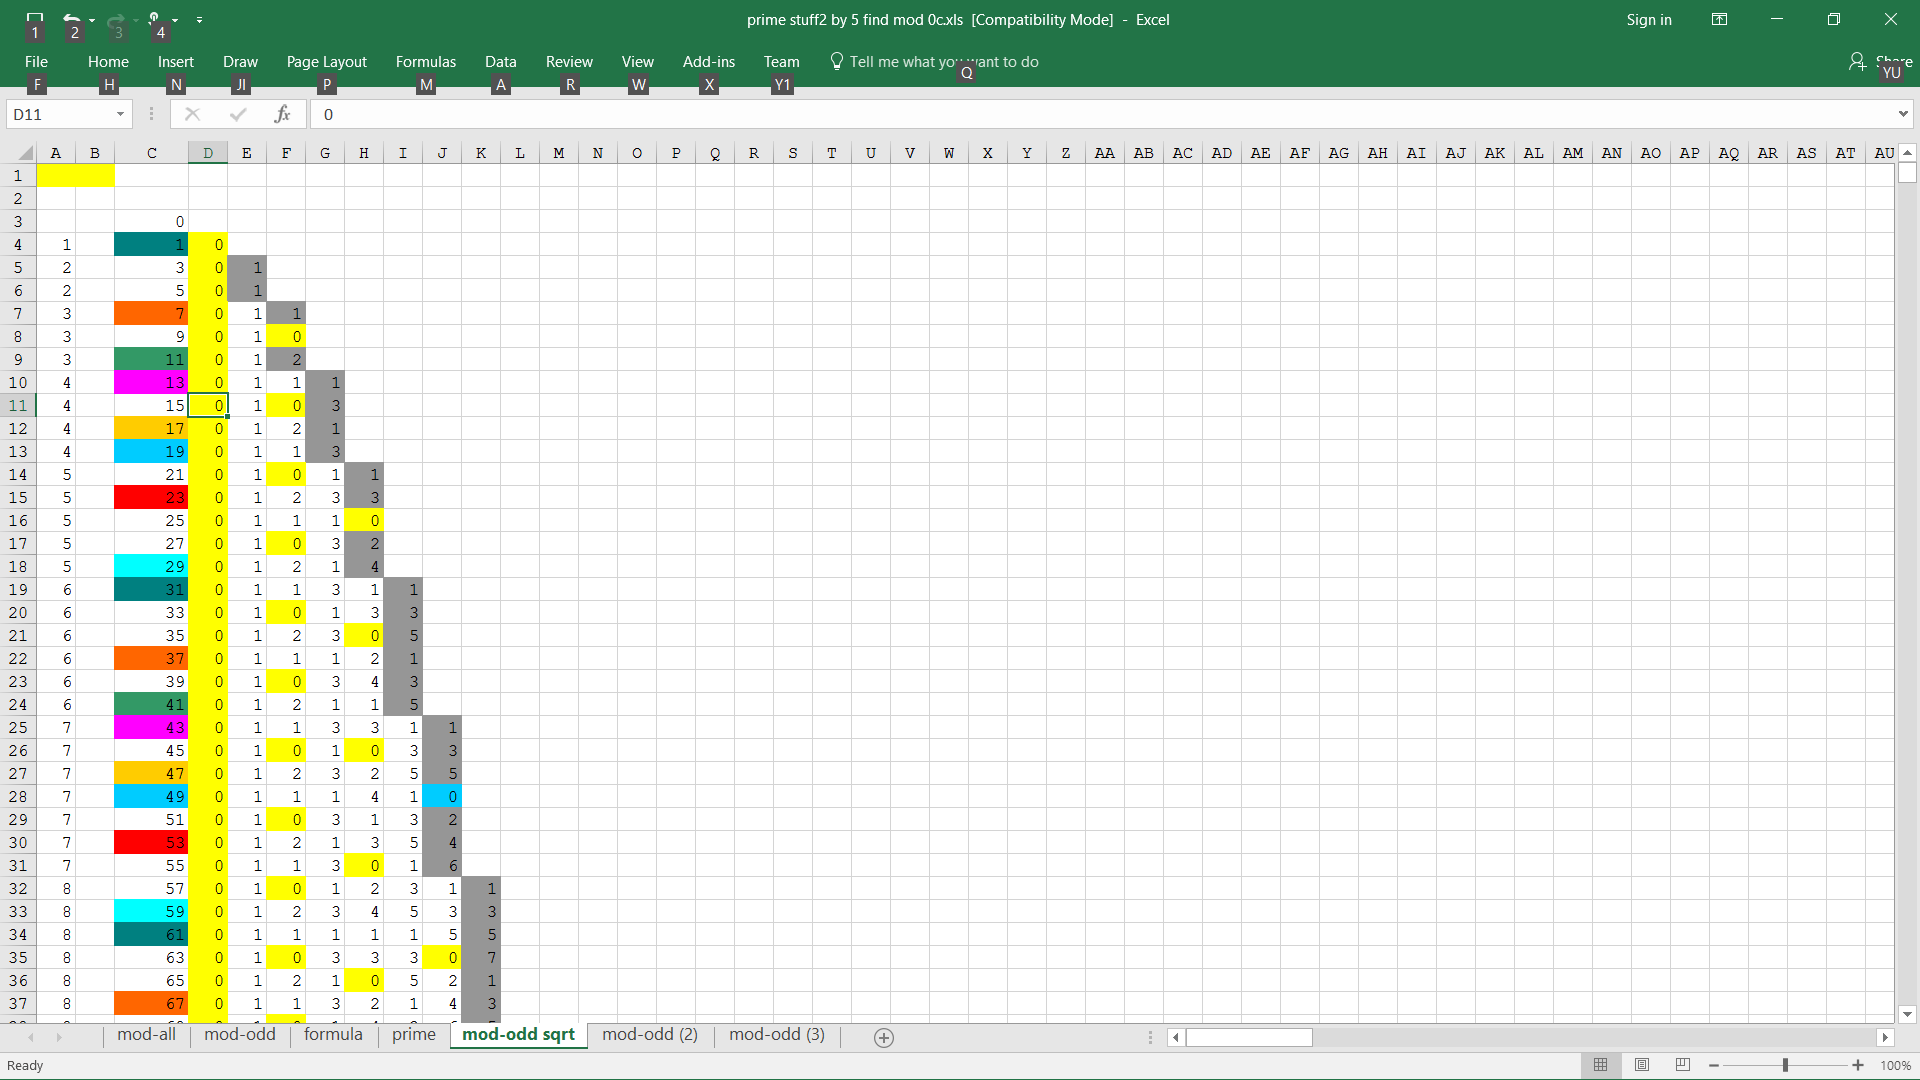 prime stuff2 by 5 find mod 0c.xls [Compatibility Mode] - Excel
Sign in
1 2 3 4
File Home Insert Draw Page Layout Formulas Data Review View Add-ins Team Tell me what you want to do Share
F H N JI P M A R W X Y1 Q YU
D11 fx 0
A B C D E F G H I J K L M N O P Q R S T U V W X Y Z AA AB AC AD AE AF AG AH AI AJ AK AL AM AN AO AP AQ AR AS AT AU
1
2
3 0
4 1 1 0
5 2 3 0 1
6 2 5 0 1
7 3 7 0 1 1
8 3 9 0 1 0
9 3 11 0 1 2
10 4 13 0 1 1 1
11 4 15 0 1 0 3
12 4 17 0 1 2 1
13 4 19 0 1 1 3
14 5 21 0 1 0 1 1
15 5 23 0 1 2 3 3
16 5 25 0 1 1 1 0
17 5 27 0 1 0 3 2
18 5 29 0 1 2 1 4
19 6 31 0 1 1 3 1 1
20 6 33 0 1 0 1 3 3
21 6 35 0 1 2 3 0 5
22 6 37 0 1 1 1 2 1
23 6 39 0 1 0 3 4 3
24 6 41 0 1 2 1 1 5
25 7 43 0 1 1 3 3 1 1
26 7 45 0 1 0 1 0 3 3
27 7 47 0 1 2 3 2 5 5
28 7 49 0 1 1 1 4 1 0
29 7 51 0 1 0 3 1 3 2
30 7 53 0 1 2 1 3 5 4
31 7 55 0 1 1 3 0 1 6
32 8 57 0 1 0 1 2 3 1 1
33 8 59 0 1 2 3 4 5 3 3
34 8 61 0 1 1 1 1 1 5 5
35 8 63 0 1 0 3 3 3 0 7
36 8 65 0 1 2 1 0 5 2 1
37 8 67 0 1 1 3 2 1 4 3
mod-all mod-odd formula prime mod-odd sqrt mod-odd (2) mod-odd (3)
Ready 100%